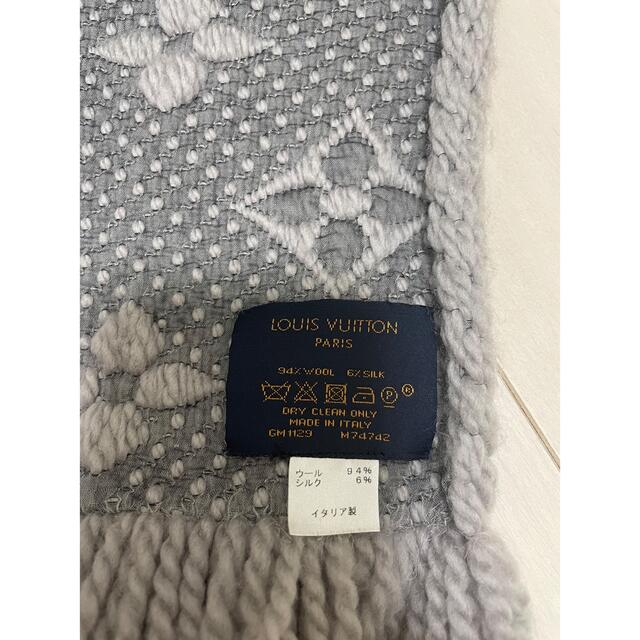 LOUIS VUITTON
PARIS
94%WOOL 6%SILK
P
DRY CLEAN ONLY
MADE IN ITALY
GM1129 M74742
ウール 94%
シルク 6%
イタリア製